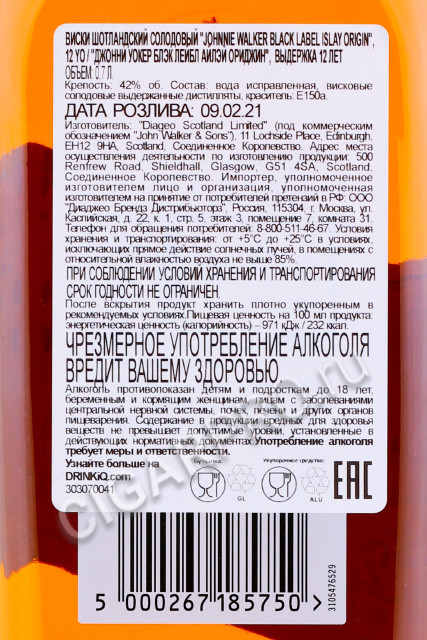 ВИСКИ ШОТЛАНДСКИЙ СОЛОДОВЫЙ "JOHNNIE WALKER BLACK LABEL ISLAY ORIGIN",
12 YO / "ДЖОННИ УОКЕР БЛЭК ЛЕЙБЛ АЙЛЭИ ОРИДЖИН", ВЫДЕРЖКА 12 ЛЕТ
ОБЪЕМ: 0,7 Л.
Крепость: 42% об. Состав: вода исправленная, висковые
солодовые выдержанные дистилляты, краситель: Е150а.
ДАТА РОЗЛИВА: 09.02.21
Изготовитель: "Diageo Scotland Limited" (под коммерческим
обозначением "John Walker & Sons"), 11 Lochside Place, Edinburgh,
EH12 9HA, Scotland, Соединенное Королевство. Адрес места
осуществления деятельности по изготовлению продукции: 500
Renfrew Road, Shieldhall, Glasgow, G51 4SA, Scotland,
Соединенное Королевство. Импортер, уполномоченное
изготовителем лицо и организация, уполномоченная
изготовителем на принятие от потребителей претензий в РФ: ООО
"Диаджео Брендз Дистрибьюторз", Россия, 115304, г. Москва, ул.
Каспийская, д. 22, к. 1, стр. 5, этаж 3, помещение 7, комната 31.
Телефон для обращения потребителей: 8-800-511-46-67. Условия
хранения и транспортирования: от +5°С до +25°С в условиях,
исключающих прямое действие солнечных лучей, в помещениях с
относительной влажностью воздуха не выше 85%.
ПРИ СОБЛЮДЕНИИ УСЛОВИЙ ХРАНЕНИЯ И ТРАНСПОРТИРОВАНИЯ
СРОК ГОДНОСТИ НЕ ОГРАНИЧЕН.
После вскрытия продукт хранить плотно укупоренным в
рекомендуемых условиях.Пищевая ценность на 100 мл продукта:
энергетическая ценность (калорийность) – 971 кДж / 232 ккал.
ЧРЕЗМЕРНОЕ УПОТРЕБЛЕНИЕ АЛКОГОЛЯ
ВРЕДИТ ВАШЕМУ ЗДОРОВЬЮ.
Алкоголь противопоказан детям и подросткам до 18 лет,
беременным и кормящим женщинам, лицам с заболеваниями
центральной нервной системы, почек, печени и других органов
пищеварения. Содержание в продукции вредных для здоровья
веществ не превышает допустимые уровни, установленные в
действующих нормативных документах.Употребление алкоголя
требует меры и ответственности.
Узнайте больше на
DRINKiQ.com
303070041
Бутылка:
GL
Укупорочное средство:
ALU
EAC
3105476529
5 000267 185750 >